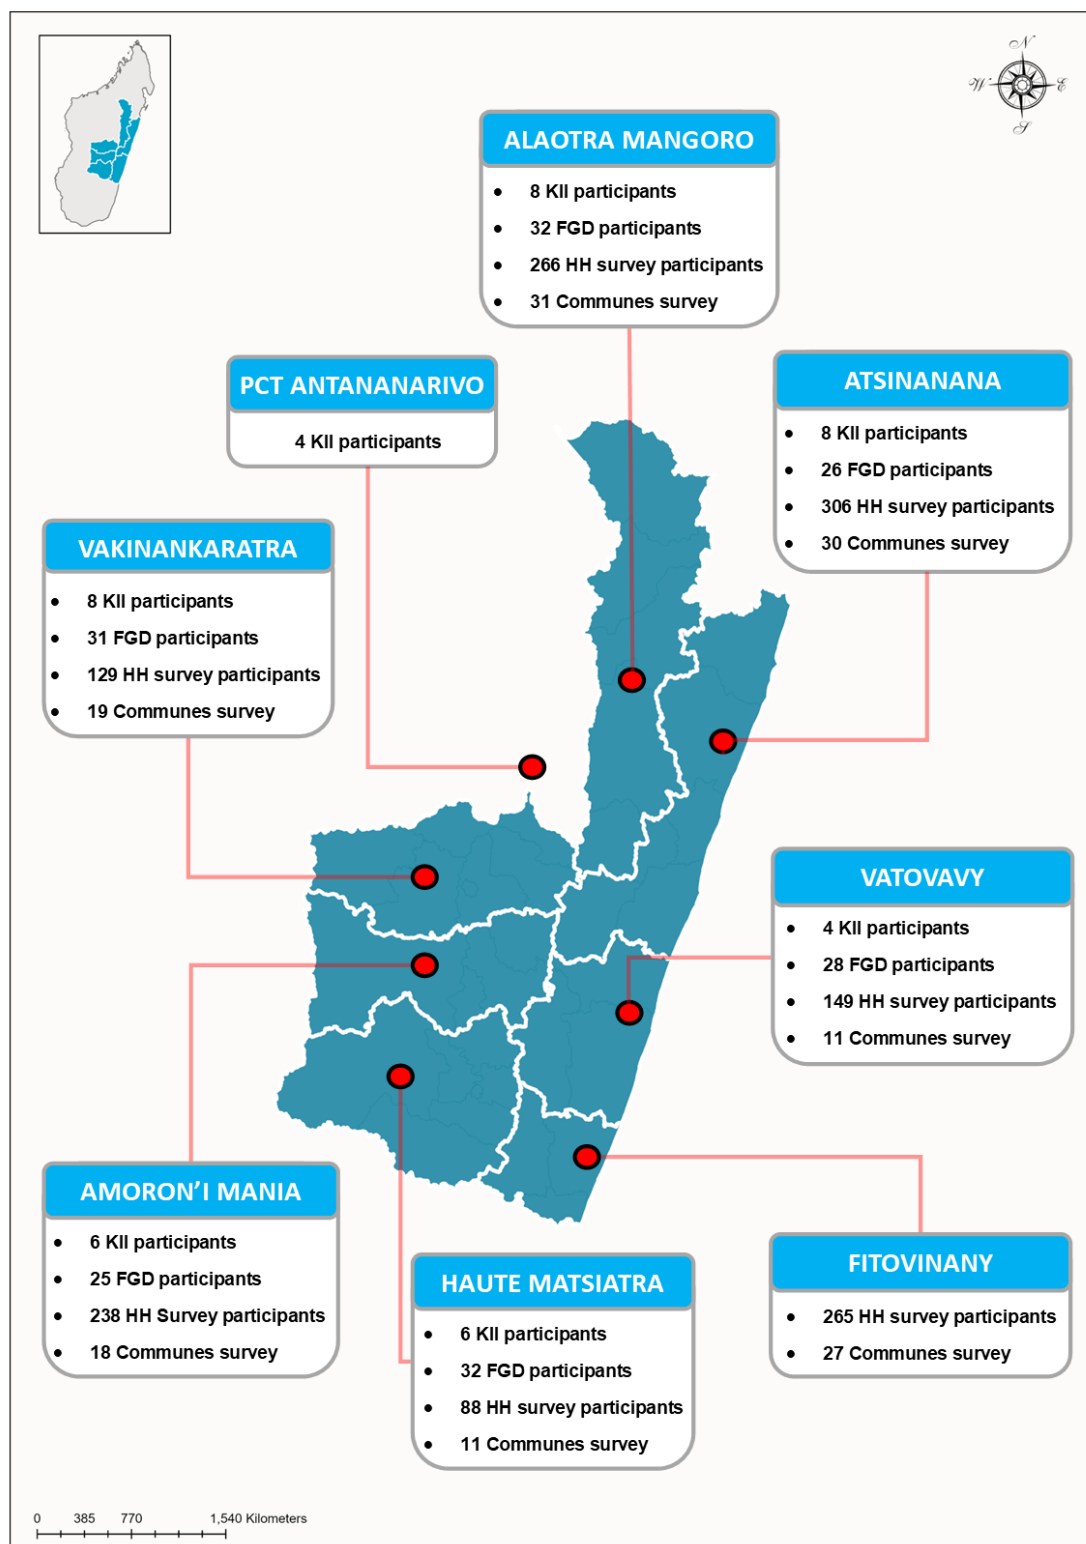 N
W
E
S
ALAOTRA MANGORO
• 8 KII participants
• 32 FGD participants
• 266 HH survey participants
• 31 Communes survey
PCT ANTANANARIVO
4 KII participants
ATSINANANA
• 8 KII participants
• 26 FGD participants
• 306 HH survey participants
• 30 Communes survey
VAKINANKARATRA
• 8 KII participants
• 31 FGD participants
• 129 HH survey participants
• 19 Communes survey
VATOVAVY
• 4 KII participants
• 28 FGD participants
• 149 HH survey participants
• 11 Communes survey
AMORON’I MANIA
• 6 KII participants
• 25 FGD participants
• 238 HH Survey participants
• 18 Communes survey
HAUTE MATSIATRA
• 6 KII participants
• 32 FGD participants
• 88 HH survey participants
• 11 Communes survey
FITOVINANY
• 265 HH survey participants
• 27 Communes survey
0 385 770 1,540 Kilometers